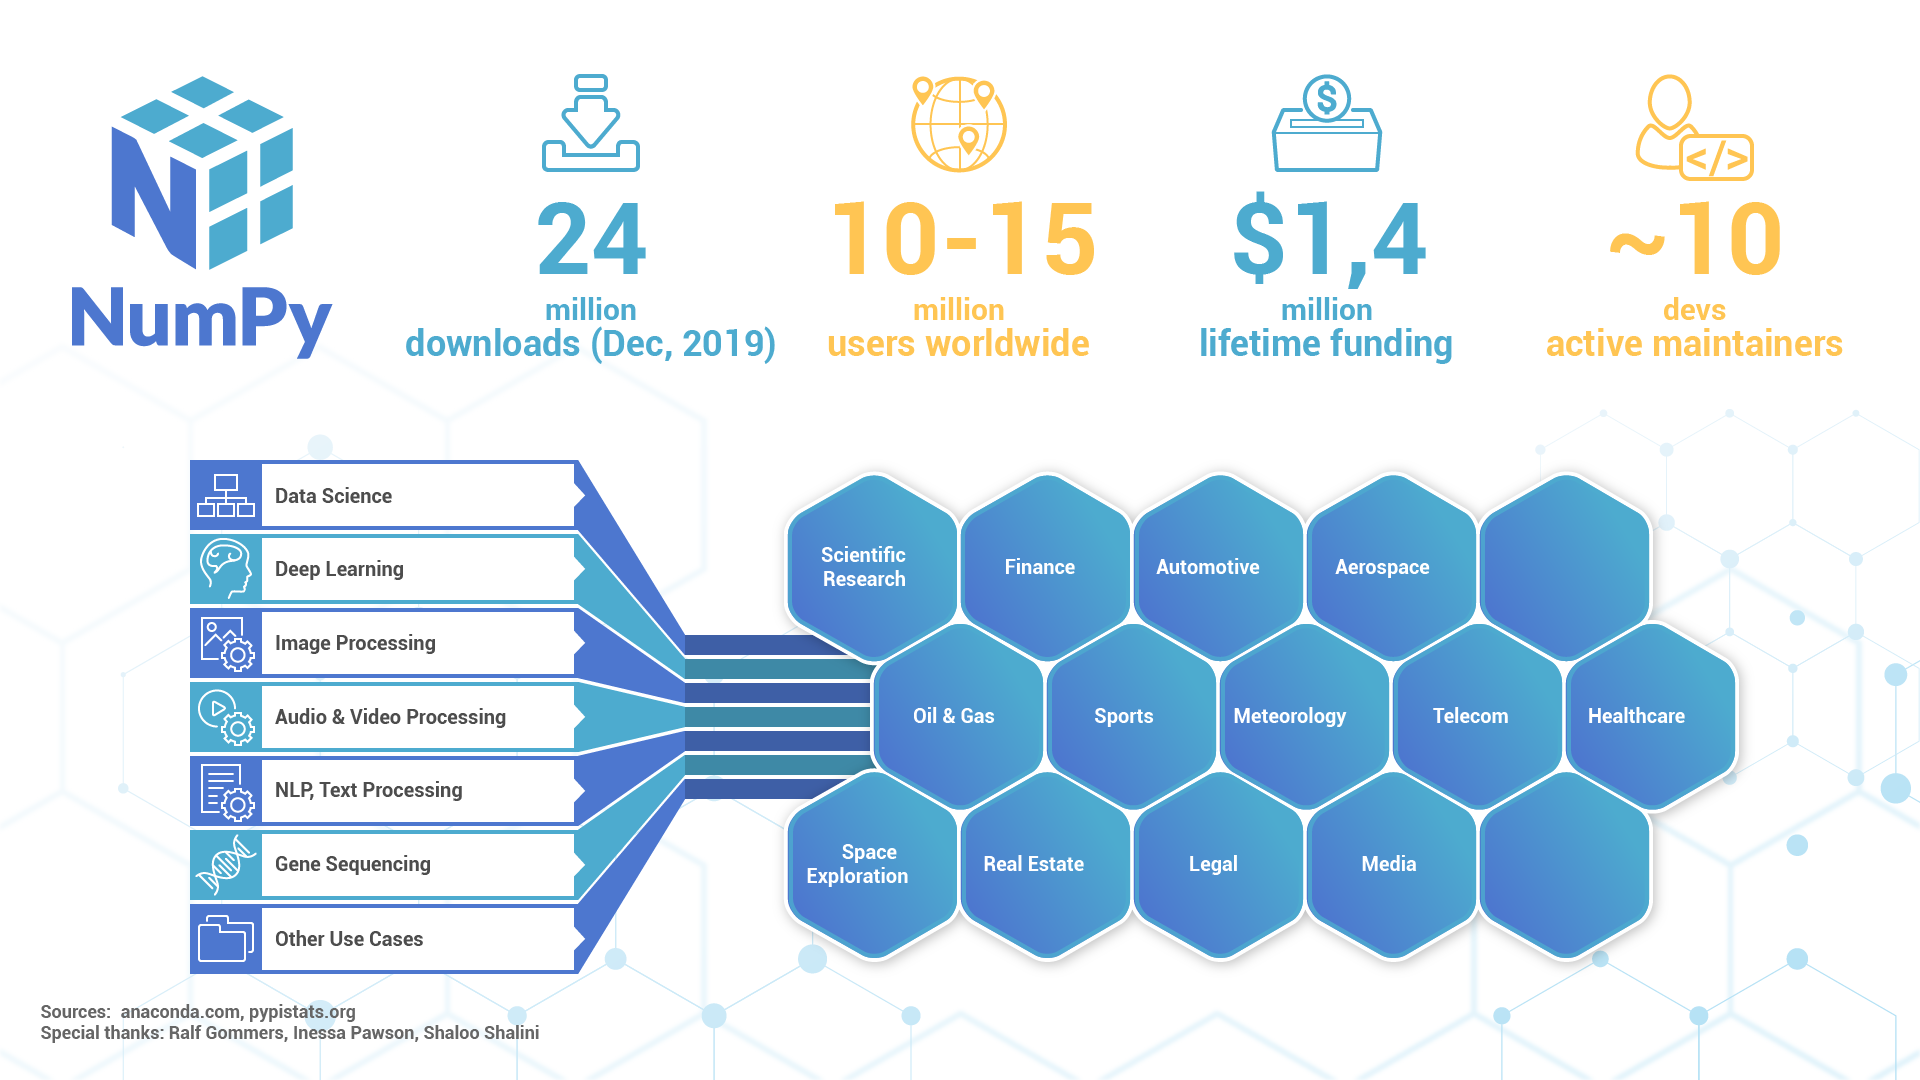 NumPy
24
million
downloads (Dec, 2019)
10-15
million
users worldwide
$
$1,4
million
lifetime funding
</>
~10
devs
active maintainers
Data Science
Deep Learning
Image Processing
Audio & Video Processing
NLP, Text Processing
Gene Sequencing
Other Use Cases
Scientific
Research
Finance
Automotive
Aerospace
Oil & Gas
Sports
Meteorology
Telecom
Healthcare
Space
Exploration
Real Estate
Legal
Media
Sources: anaconda.com, pypistats.org
Special thanks: Ralf Gommers, Inessa Pawson, Shaloo Shalini